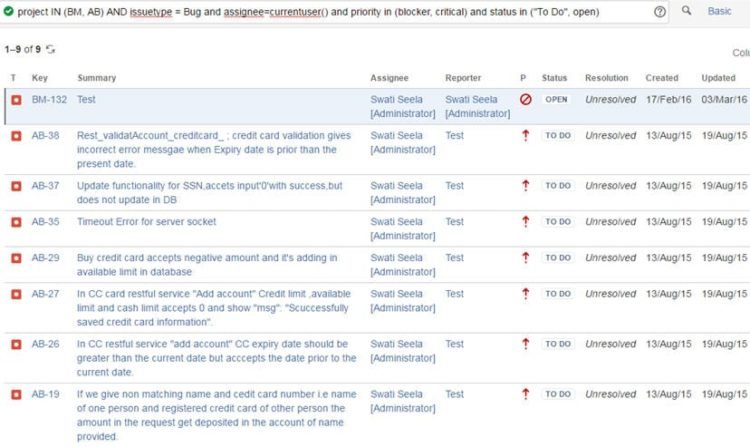 project IN (BM, AB) AND issuetype = Bug and assignee=currentuser() and priority in (blocker, critical) and status in ("To Do", open)
Basic
1–9 of 9
Colu
T Key Summary Assignee Reporter P Status Resolution Created Updated
BM-132 Test Swati Seela Swati Seela OPEN Unresolved 17/Feb/16 03/Mar/16
[Administrator] [Administrator]
AB-38 Rest_validatAccount_creditcard_ ; credit card validation gives Swati Seela Test TO DO Unresolved 13/Aug/15 19/Aug/15
incorrect error messgae when Expiry date is prior than the [Administrator]
present date.
AB-37 Update functionality for SSN,accets input'0'with success,but Swati Seela Test TO DO Unresolved 13/Aug/15 19/Aug/15
does not update in DB [Administrator]
AB-35 Timeout Error for server socket Swati Seela Test TO DO Unresolved 13/Aug/15 19/Aug/15
[Administrator]
AB-29 Buy credit card accepts negative amount and it's adding in Swati Seela Test TO DO Unresolved 13/Aug/15 19/Aug/15
available limit in database [Administrator]
AB-27 In CC card restful service "Add account" Credit limit ,available Swati Seela Test TO DO Unresolved 13/Aug/15 19/Aug/15
limit and cash limit accepts 0 and show "msg": "Scuccessfully [Administrator]
saved credit card information".
AB-26 In CC restful service "add account" CC expiry date should be Swati Seela Test TO DO Unresolved 13/Aug/15 19/Aug/15
greater than the current date but acccepts the date prior to the [Administrator]
current date.
AB-19 If we give non matching name and cedit card number i.e name Swati Seela Test TO DO Unresolved 13/Aug/15 19/Aug/15
of one person and registered credit card of other person the [Administrator]
amount in the request get deposited in the account of name
provided.